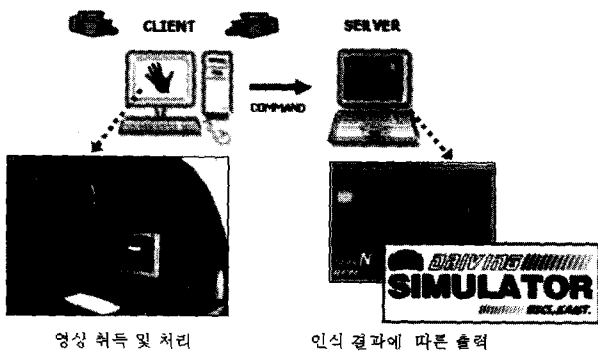 CLIENT
SERVER
COMMAND
N
DRIVING
SIMULATOR
영상 취득 및 처리
인식 결과에 따른 출력